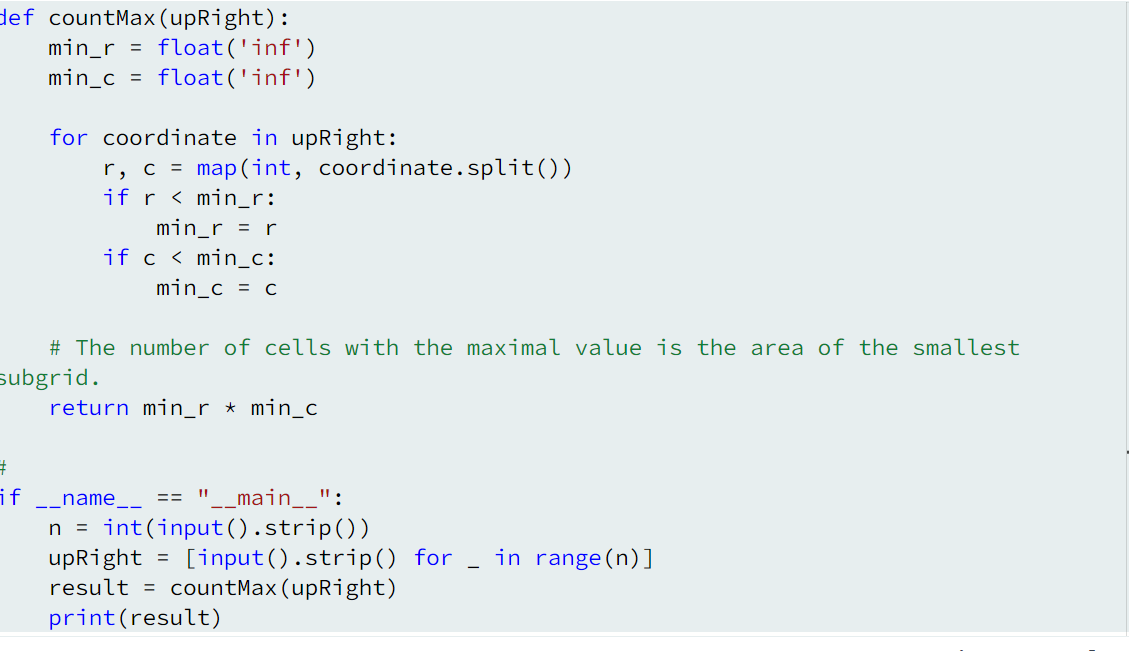 def countMax(upRight):
    min_r = float('inf')
    min_c = float('inf')

    for coordinate in upRight:
        r, c = map(int, coordinate.split())
        if r < min_r:
            min_r = r
        if c < min_c:
            min_c = c

    # The number of cells with the maximal value is the area of the smallest
subgrid.
    return min_r * min_c

#
if __name__ == "__main__":
    n = int(input().strip())
    upRight = [input().strip() for _ in range(n)]
    result = countMax(upRight)
    print(result)